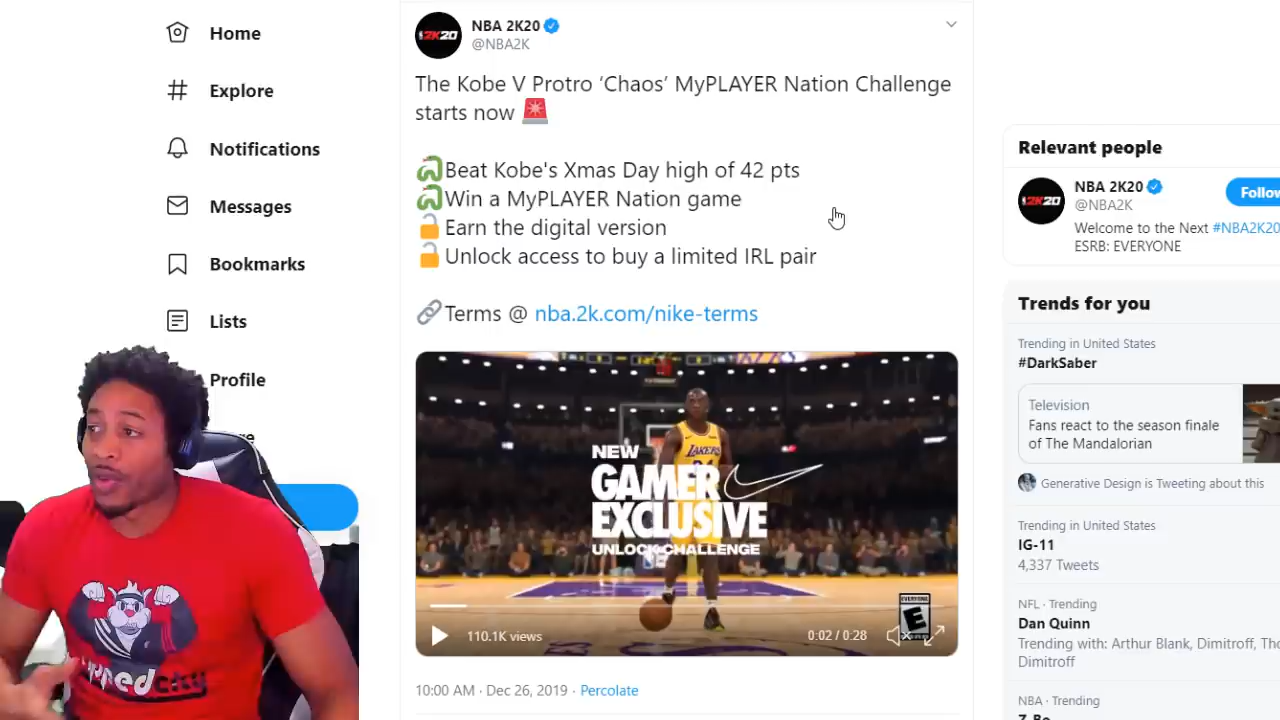 Home
Explore
Notifications
Messages
Bookmarks
Lists
Profile
2K20
NBA 2K20
@NBA2K
The Kobe V Protro ‘Chaos’ MyPLAYER Nation Challenge
starts now
Beat Kobe's Xmas Day high of 42 pts
Win a MyPLAYER Nation game
Earn the digital version
Unlock access to buy a limited IRL pair
Terms @ nba.2k.com/nike-terms
LAKERS
NEW
GAMER
EXCLUSIVE
UNLOCK CHALLENGE
EVERYONE
E
110.1K views
0:02 / 0:28
10:00 AM · Dec 26, 2019 · Percolate
Relevant people
2K20
NBA 2K20
@NBA2K
Follow
Welcome to the Next #NBA2K20
ESRB: EVERYONE
Trends for you
Trending in United States
#DarkSaber
Television
Fans react to the season finale
of The Mandalorian
Generative Design is Tweeting about this
Trending in United States
IG-11
4,337 Tweets
NFL · Trending
Dan Quinn
Trending with: Arthur Blank, Dimitroff,
Dimitroff
NBA · Trending